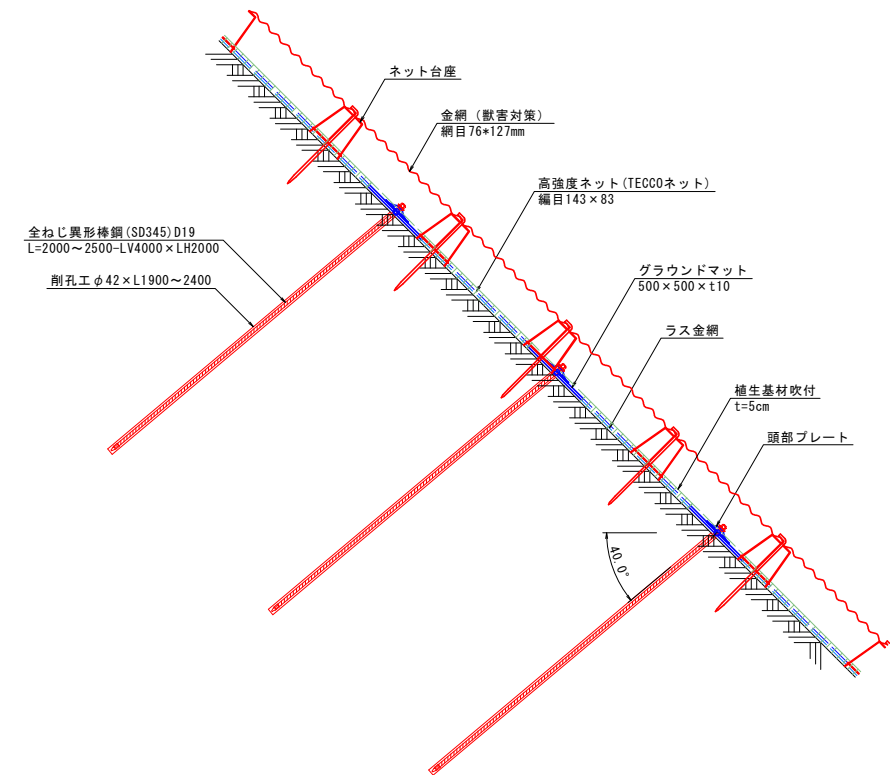 ネット台座
金網（獣害対策）
網目76*127mm
高強度ネット(TECCOネット)
編目143×83
全ねじ異形棒鋼(SD345)D19
L=2000～2500-LV4000×LH2000
削孔工φ42×L1900～2400
グラウンドマット
500×500×t10
ラス金網
植生基材吹付
t=5cm
頭部プレート
40.0°